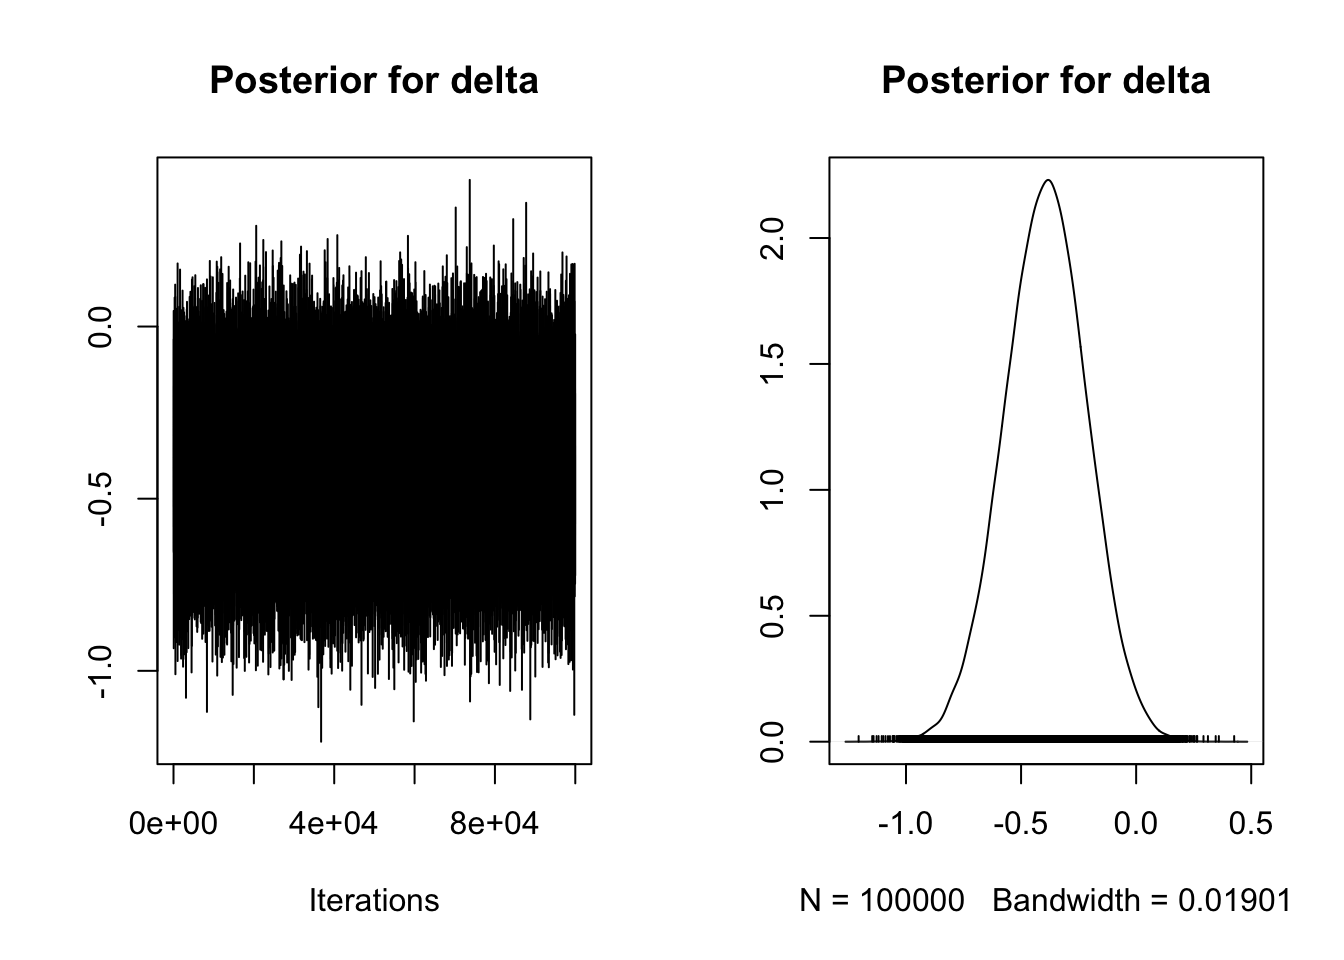 Posterior for delta
0.0
-0.5
-1.0
0e+00 4e+04 8e+04
Iterations
Posterior for delta
2.0
1.5
1.0
0.5
0.0
-1.0 -0.5 0.0 0.5
N = 100000 Bandwidth = 0.01901